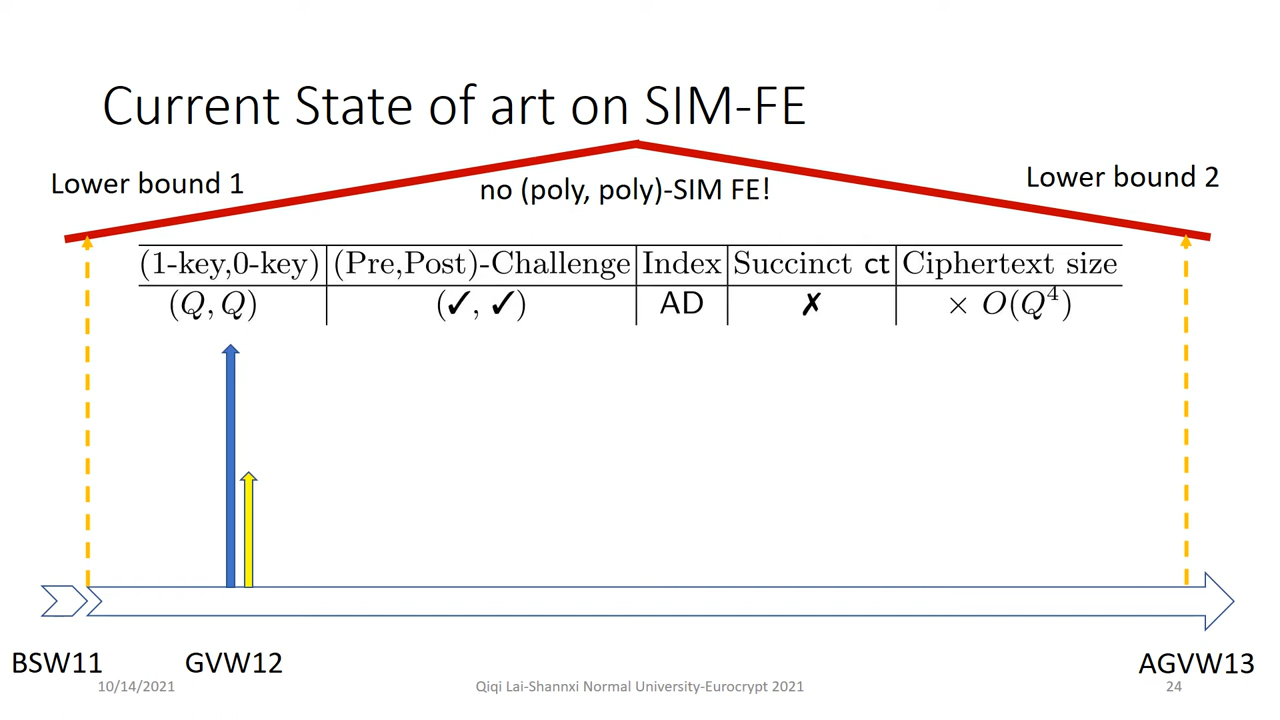 Current State of art on SIM-FE
Lower bound 1
no (poly, poly)-SIM FE!
Lower bound 2
(1-key,0-key) (Pre,Post)-Challenge Index Succinct ct Ciphertext size
(Q, Q) (✓, ✓) AD ✗ × O(Q⁴)
BSW11 GVW12 AGVW13
10/14/2021 Qiqi Lai-Shannxi Normal University-Eurocrypt 2021 24